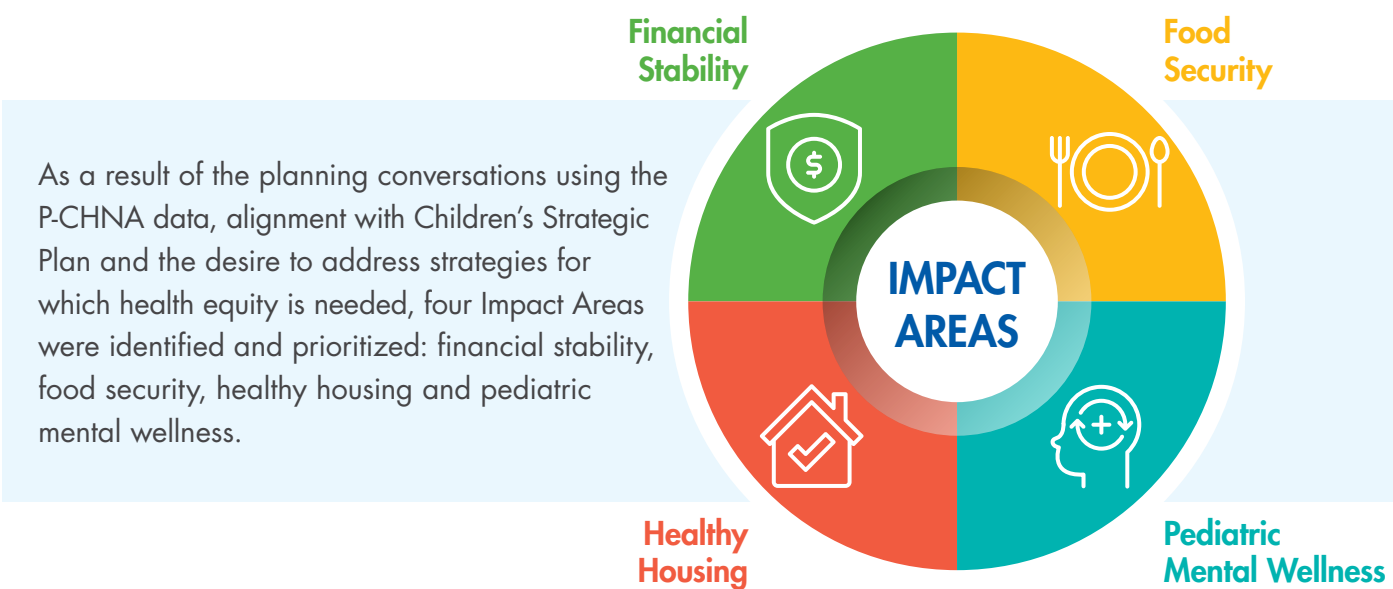 Financial
Stability
Food
Security
As a result of the planning conversations using the
P-CHNA data, alignment with Children's Strategic
Plan and the desire to address strategies for
which health equity is needed, four Impact Areas
were identified and prioritized: financial stability,
food security, healthy housing and pediatric
mental wellness.
$
IMPACT
AREAS
Healthy
Housing
Pediatric
Mental Wellness